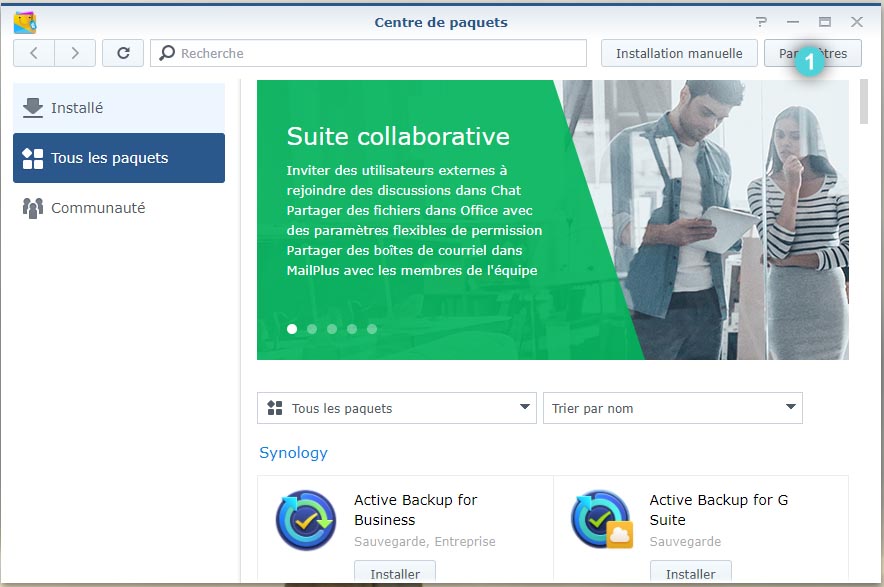 Centre de paquets
Recherche
Installation manuelle
1
Installé
Tous les paquets
Communauté
Suite collaborative
Inviter des utilisateurs externes à
rejoindre des discussions dans Chat
Partager des fichiers dans Office avec
des paramètres flexibles de permission
Partager des boîtes de courriel dans
MailPlus avec les membres de l'équipe
Tous les paquets
Trier par nom
Synology
Active Backup for
Business
Sauvegarde, Entreprise
Installer
Active Backup for G
Suite
Sauvegarde
Installer